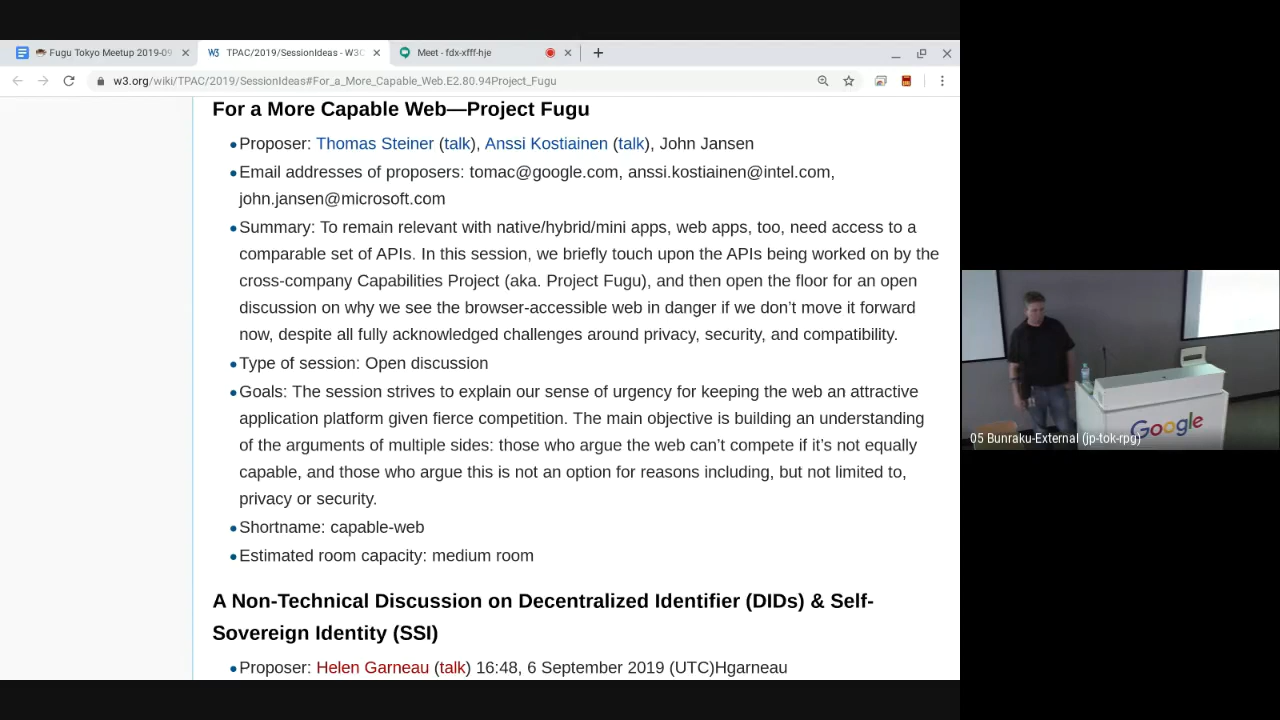 Fugu Tokyo Meetup 2019-09
TPAC/2019/SessionIdeas - W3C
Meet - fdx-xfff-hje
w3.org/wiki/TPAC/2019/SessionIdeas#For_a_More_Capable_Web.E2.80.94Project_Fugu
For a More Capable Web—Project Fugu
Proposer: Thomas Steiner (talk), Anssi Kostiainen (talk), John Jansen
Email addresses of proposers: tomac@google.com, anssi.kostiainen@intel.com,
john.jansen@microsoft.com
Summary: To remain relevant with native/hybrid/mini apps, web apps, too, need access to a
comparable set of APIs. In this session, we briefly touch upon the APIs being worked on by the
cross-company Capabilities Project (aka. Project Fugu), and then open the floor for an open
discussion on why we see the browser-accessible web in danger if we don’t move it forward
now, despite all fully acknowledged challenges around privacy, security, and compatibility.
Type of session: Open discussion
Goals: The session strives to explain our sense of urgency for keeping the web an attractive
application platform given fierce competition. The main objective is building an understanding
of the arguments of multiple sides: those who argue the web can’t compete if it’s not equally
capable, and those who argue this is not an option for reasons including, but not limited to,
privacy or security.
Shortname: capable-web
Estimated room capacity: medium room
A Non-Technical Discussion on Decentralized Identifier (DIDs) & Self-
Sovereign Identity (SSI)
Proposer: Helen Garneau (talk) 16:48, 6 September 2019 (UTC)Hgarneau
Google
05 Bunraku-External (jp-tok-rpg)